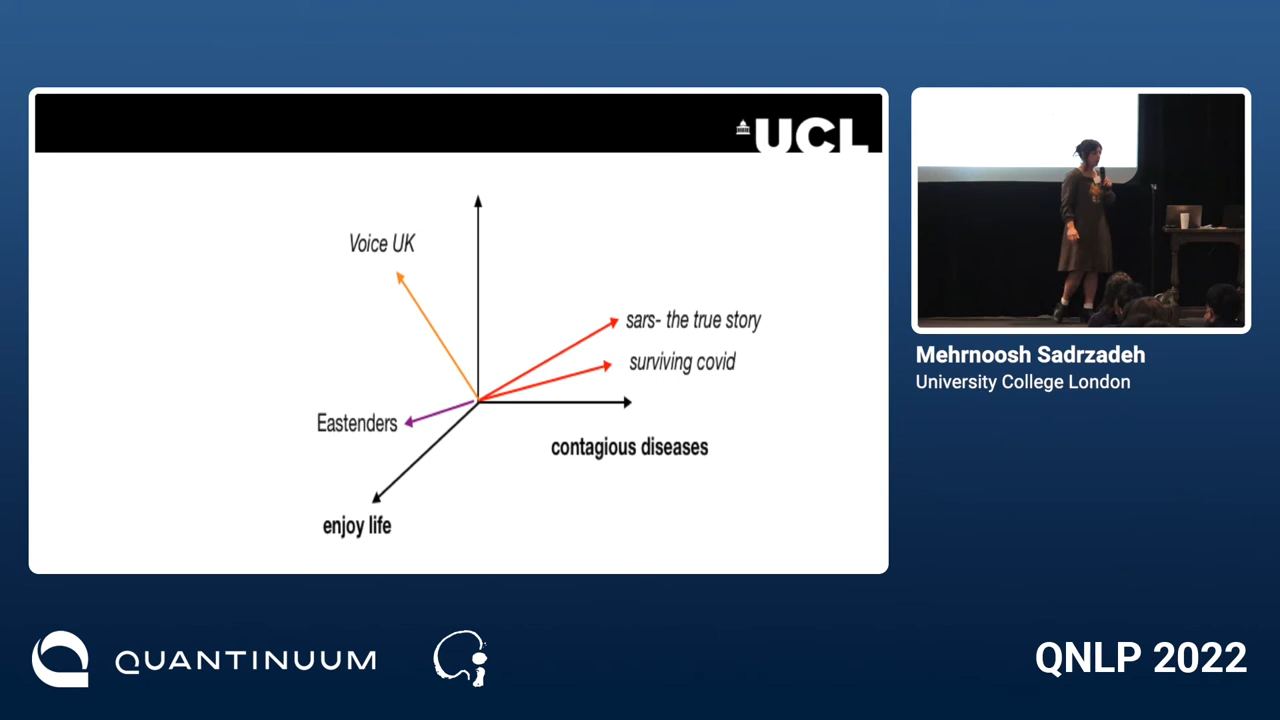 UCL
Voice UK
sars- the true story
surviving covid
Eastenders
contagious diseases
enjoy life
Mehrnoosh Sadrzadeh
University College London
QUANTINUUM
QNLP 2022